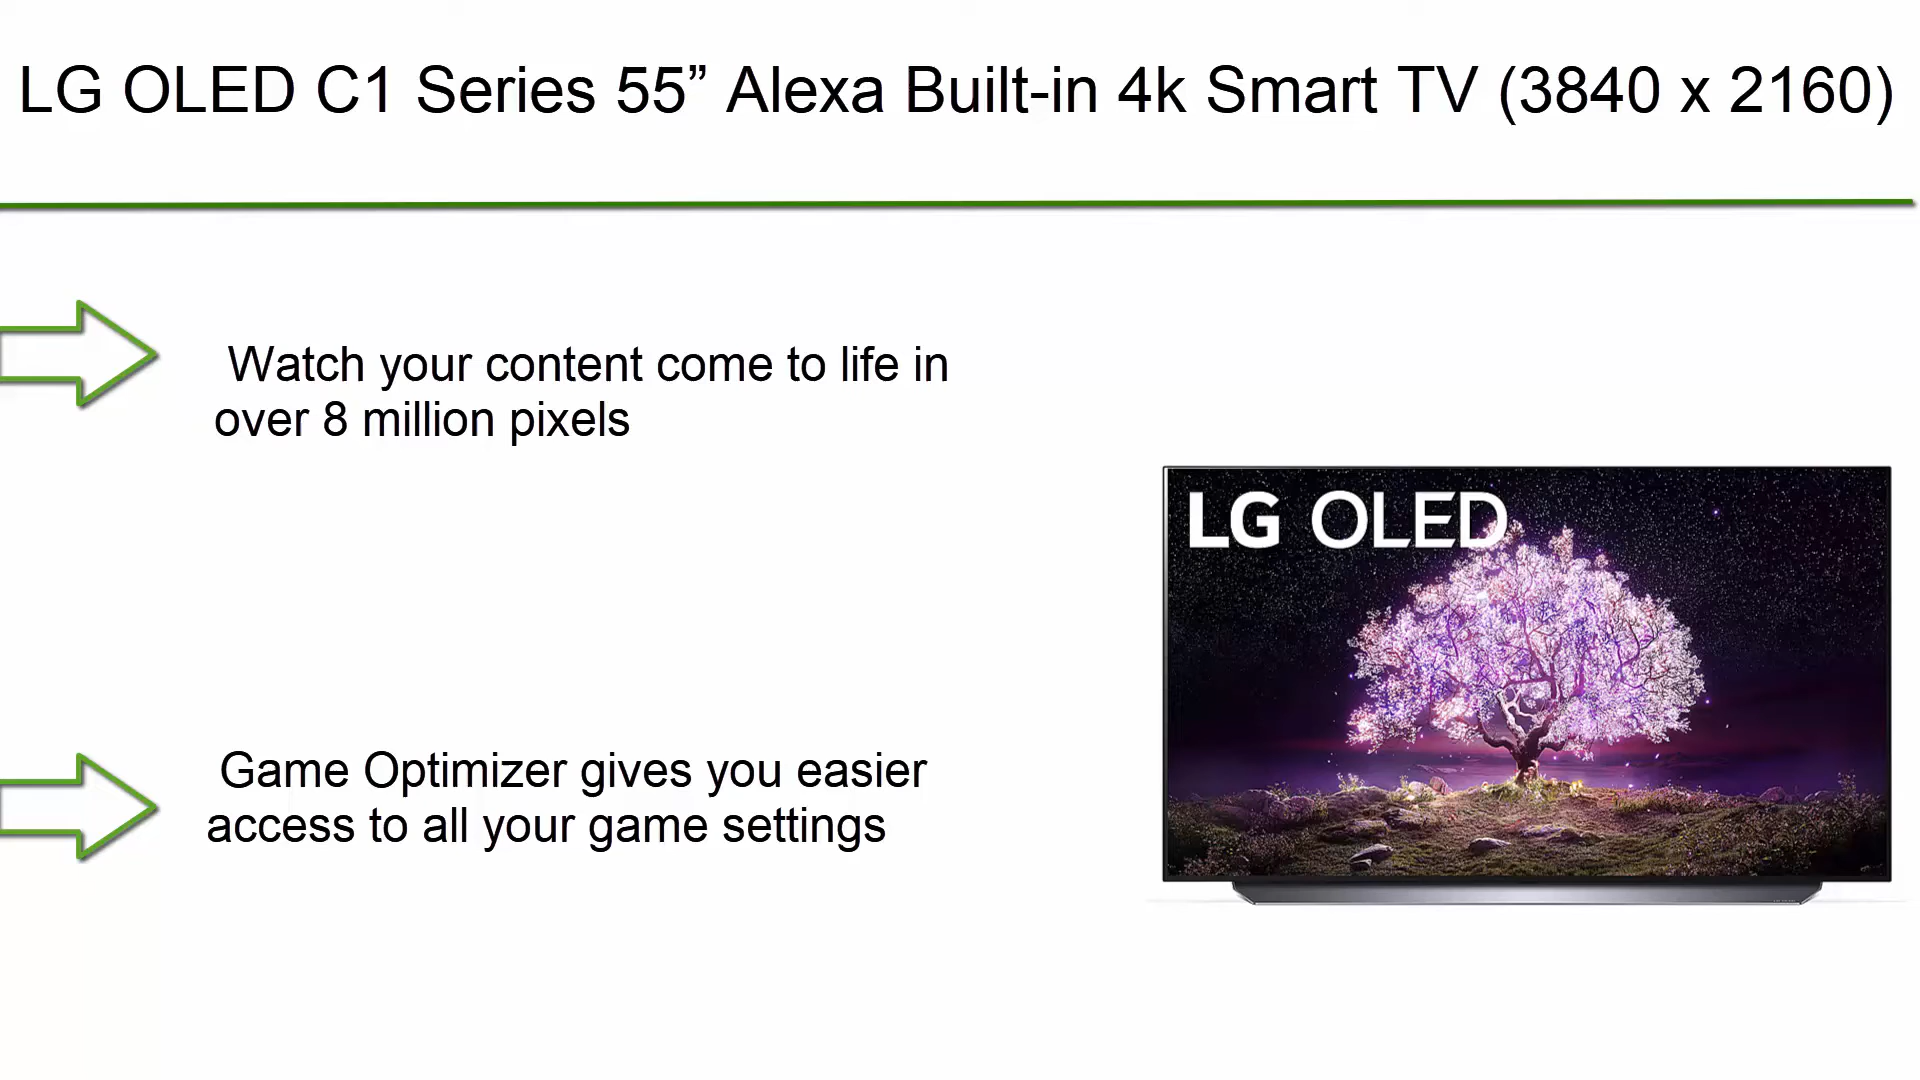 LG OLED C1 Series 55” Alexa Built-in 4k Smart TV (3840 x 2160)
Watch your content come to life in
over 8 million pixels
LG OLED
Game Optimizer gives you easier
access to all your game settings